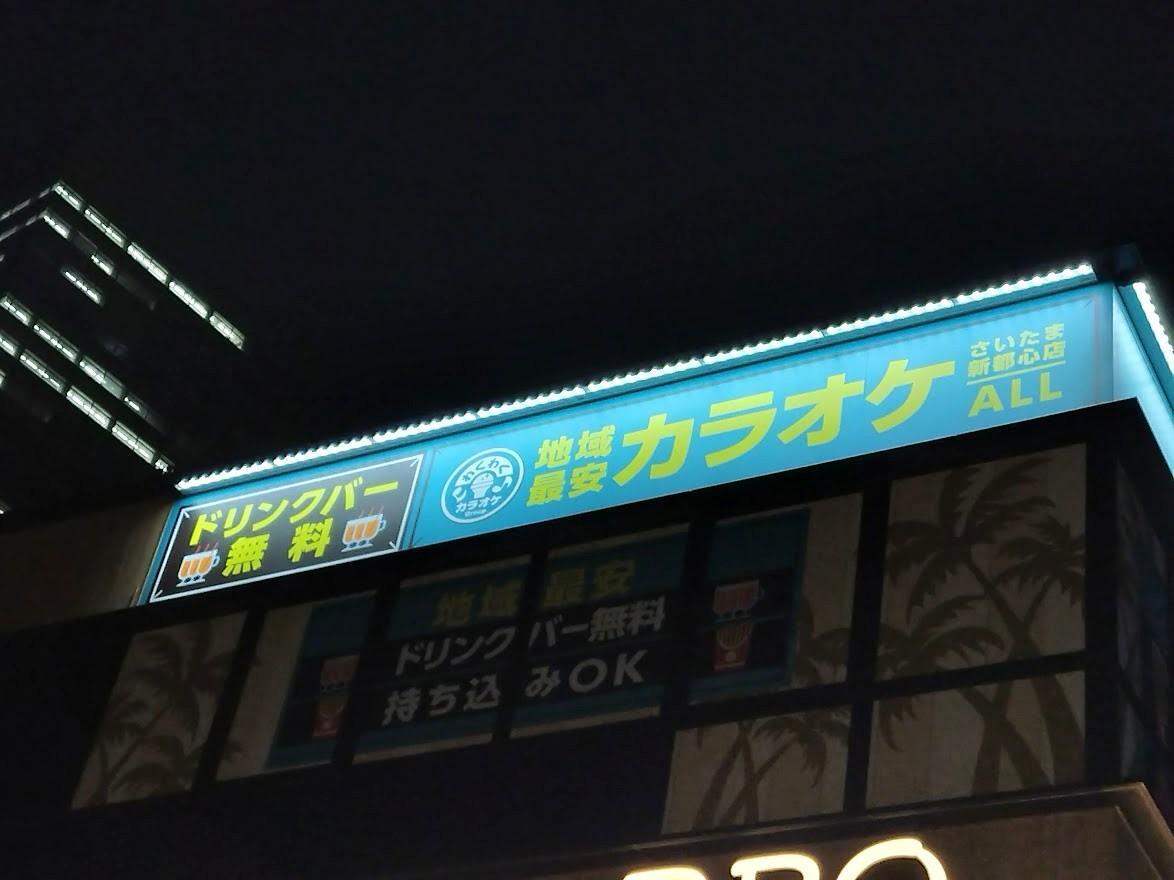 ドリンクバー
無料
わくわく
カラオケ
Group
地域
最安
カラオケ
さいたま
新都心店
ALL
地域最安
ドリンクバー無料
持ち込みOK
BBQ